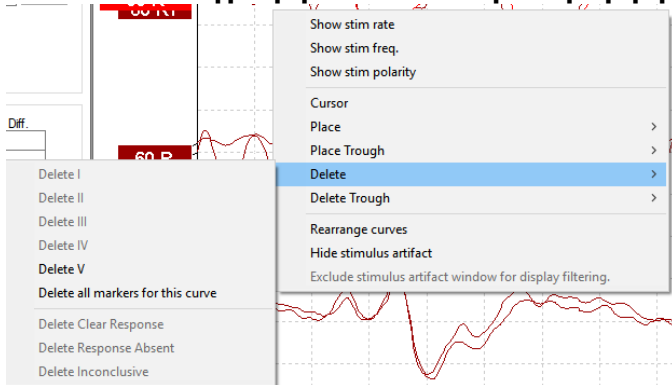 Show stim rate
Show stim freq.
Show stim polarity
Cursor
Place
Place Trough
Delete
Delete Trough
Rearrange curves
Hide stimulus artifact
Exclude stimulus artifact window for display filtering.
Diff.
Delete I
Delete II
Delete III
Delete IV
Delete V
Delete all markers for this curve
Delete Clear Response
Delete Response Absent
Delete Inconclusive